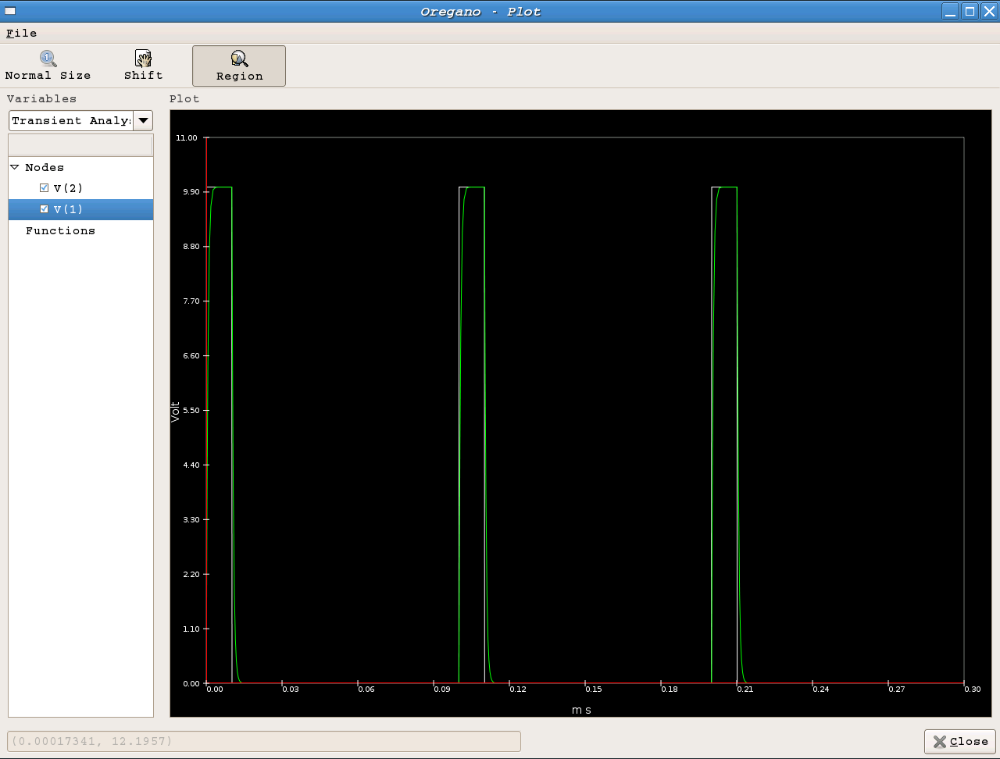 Oregano - Plot
File
Normal Size
Shift
Region
Variables
Plot
Transient Analy
Nodes
V(2)
V(1)
Functions
11.00
9.90
8.80
7.70
6.60
5.50
4.40
3.30
2.20
1.10
0.00
Volt
0.00 0.03 0.06 0.09 0.12 0.15 0.18 0.21 0.24 0.27 0.30
m s
(0.00017341, 12.1957)
Close